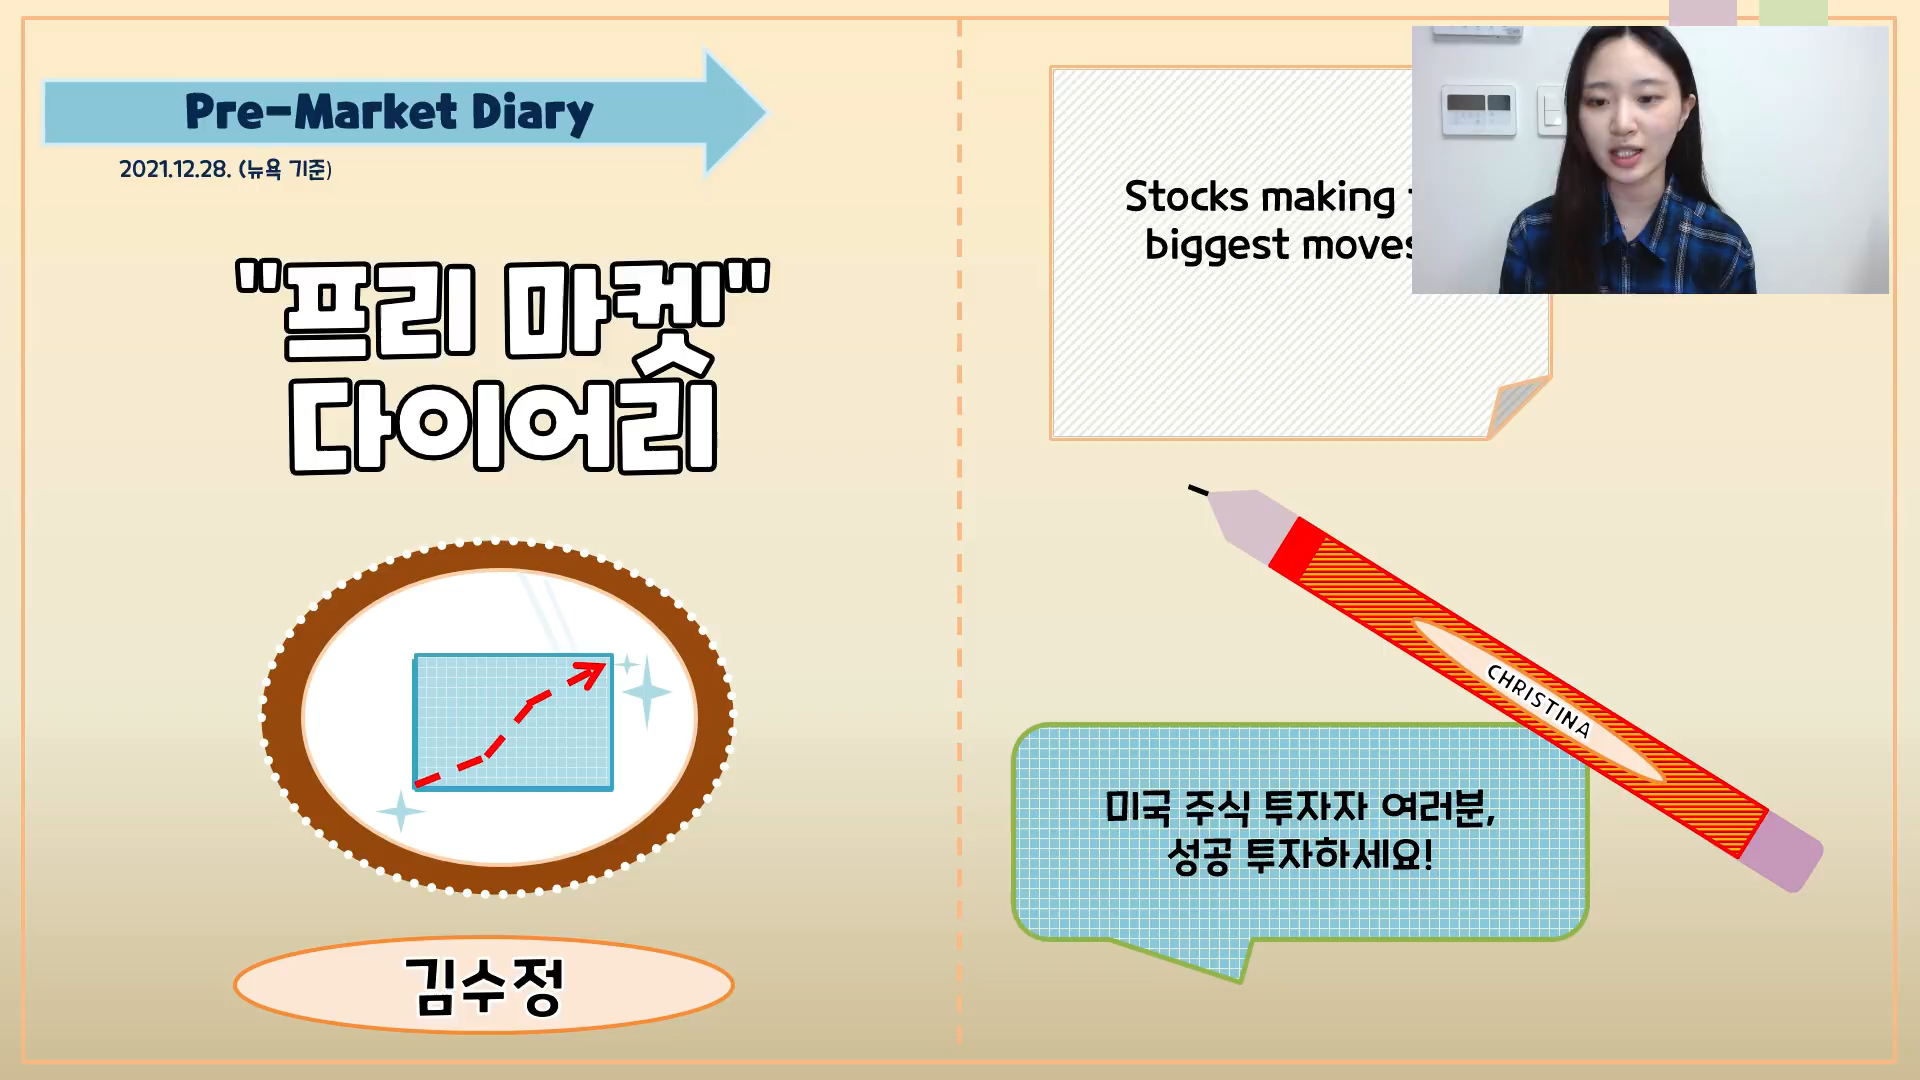 Pre-Market Diary
2021.12.28. (뉴욕 기준)
"프리 마켓"
다이어리
김수정
Stocks making
biggest moves
CHRISTINA
미국 주식 투자자 여러분,
성공 투자하세요!